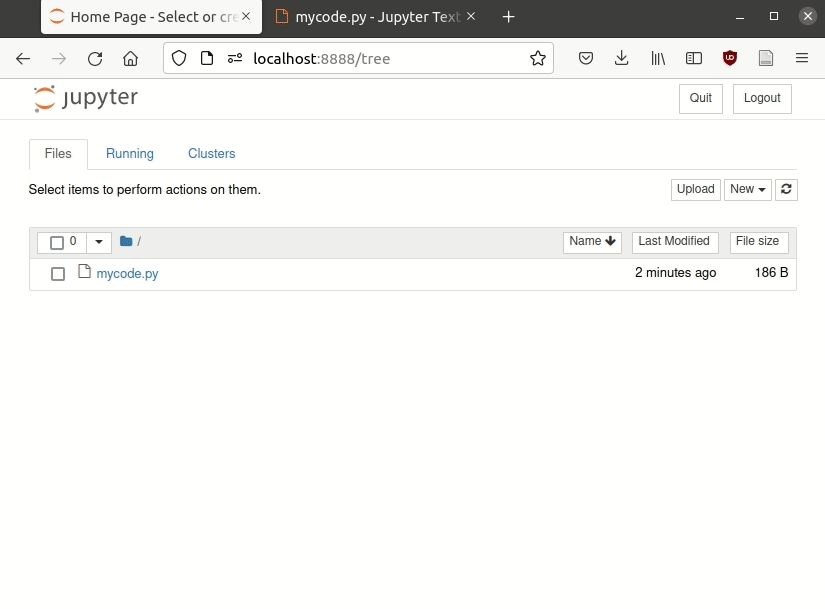 Home Page - Select or cre
mycode.py - Jupyter Text
localhost:8888/tree
jupyter
Quit
Logout
Files
Running
Clusters
Select items to perform actions on them.
Upload
New
0
/
Name
Last Modified
File size
mycode.py
2 minutes ago
186 B